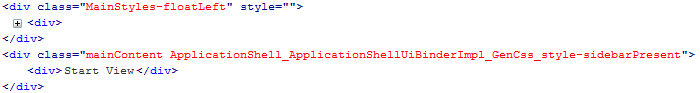 <div class="MainStyles-floatLeft" style="">
<div>
</div>
<div class="mainContent ApplicationShell_ApplicationShellUiBinderImpl_GenCss_style-sidebarPresent">
<div>Start View</div>
</div>